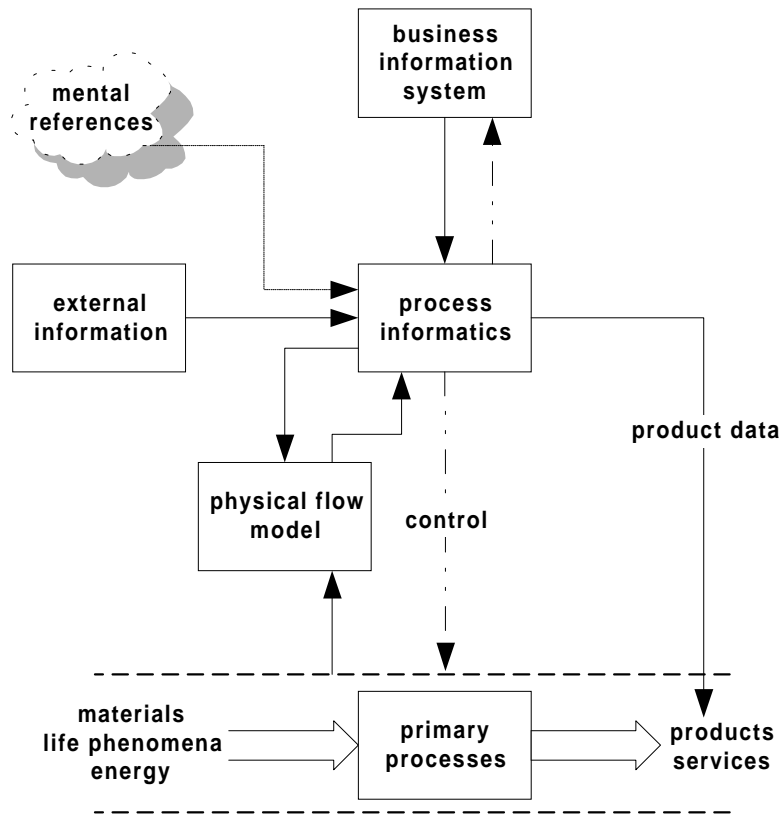 business
information
system
mental
references
external
information
process
informatics
product data
physical flow
model
control
materials
life phenomena
energy
primary
processes
products
services